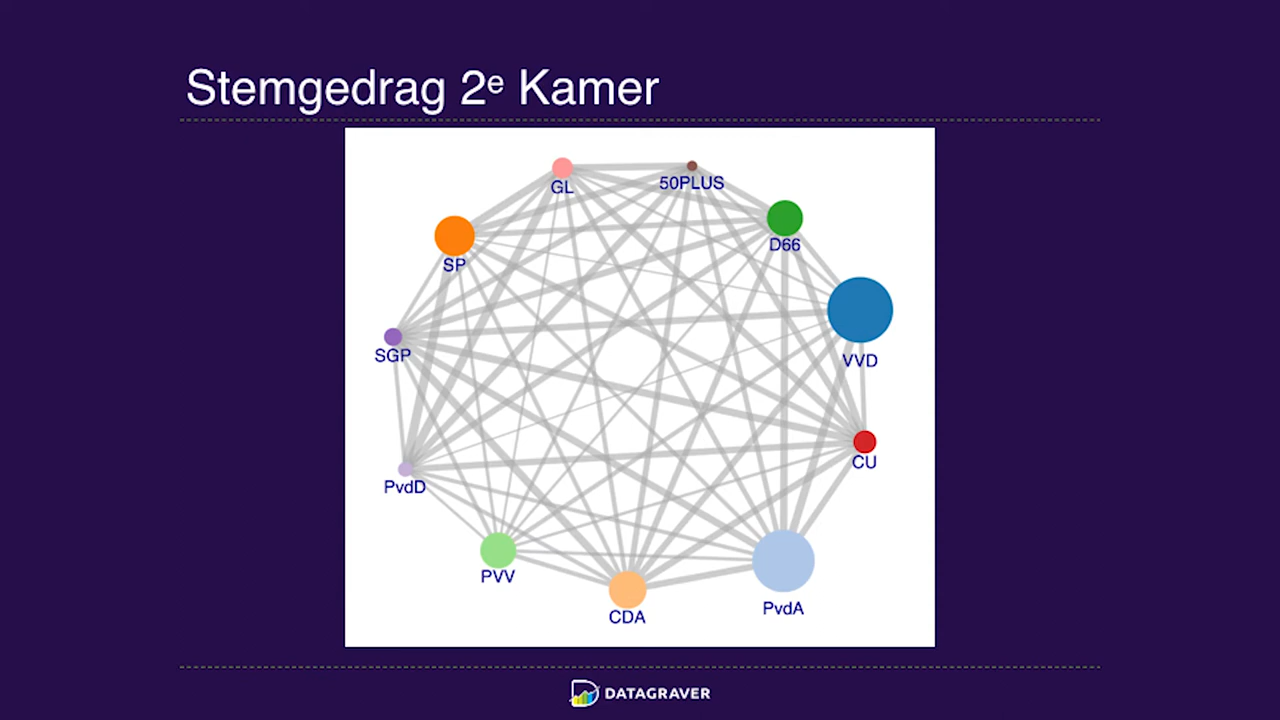 Stemgedrag 2e Kamer
GL
50PLUS
SP
D66
SGP
VVD
CU
PvdD
PVV
CDA
PvdA
DATAGRAVER